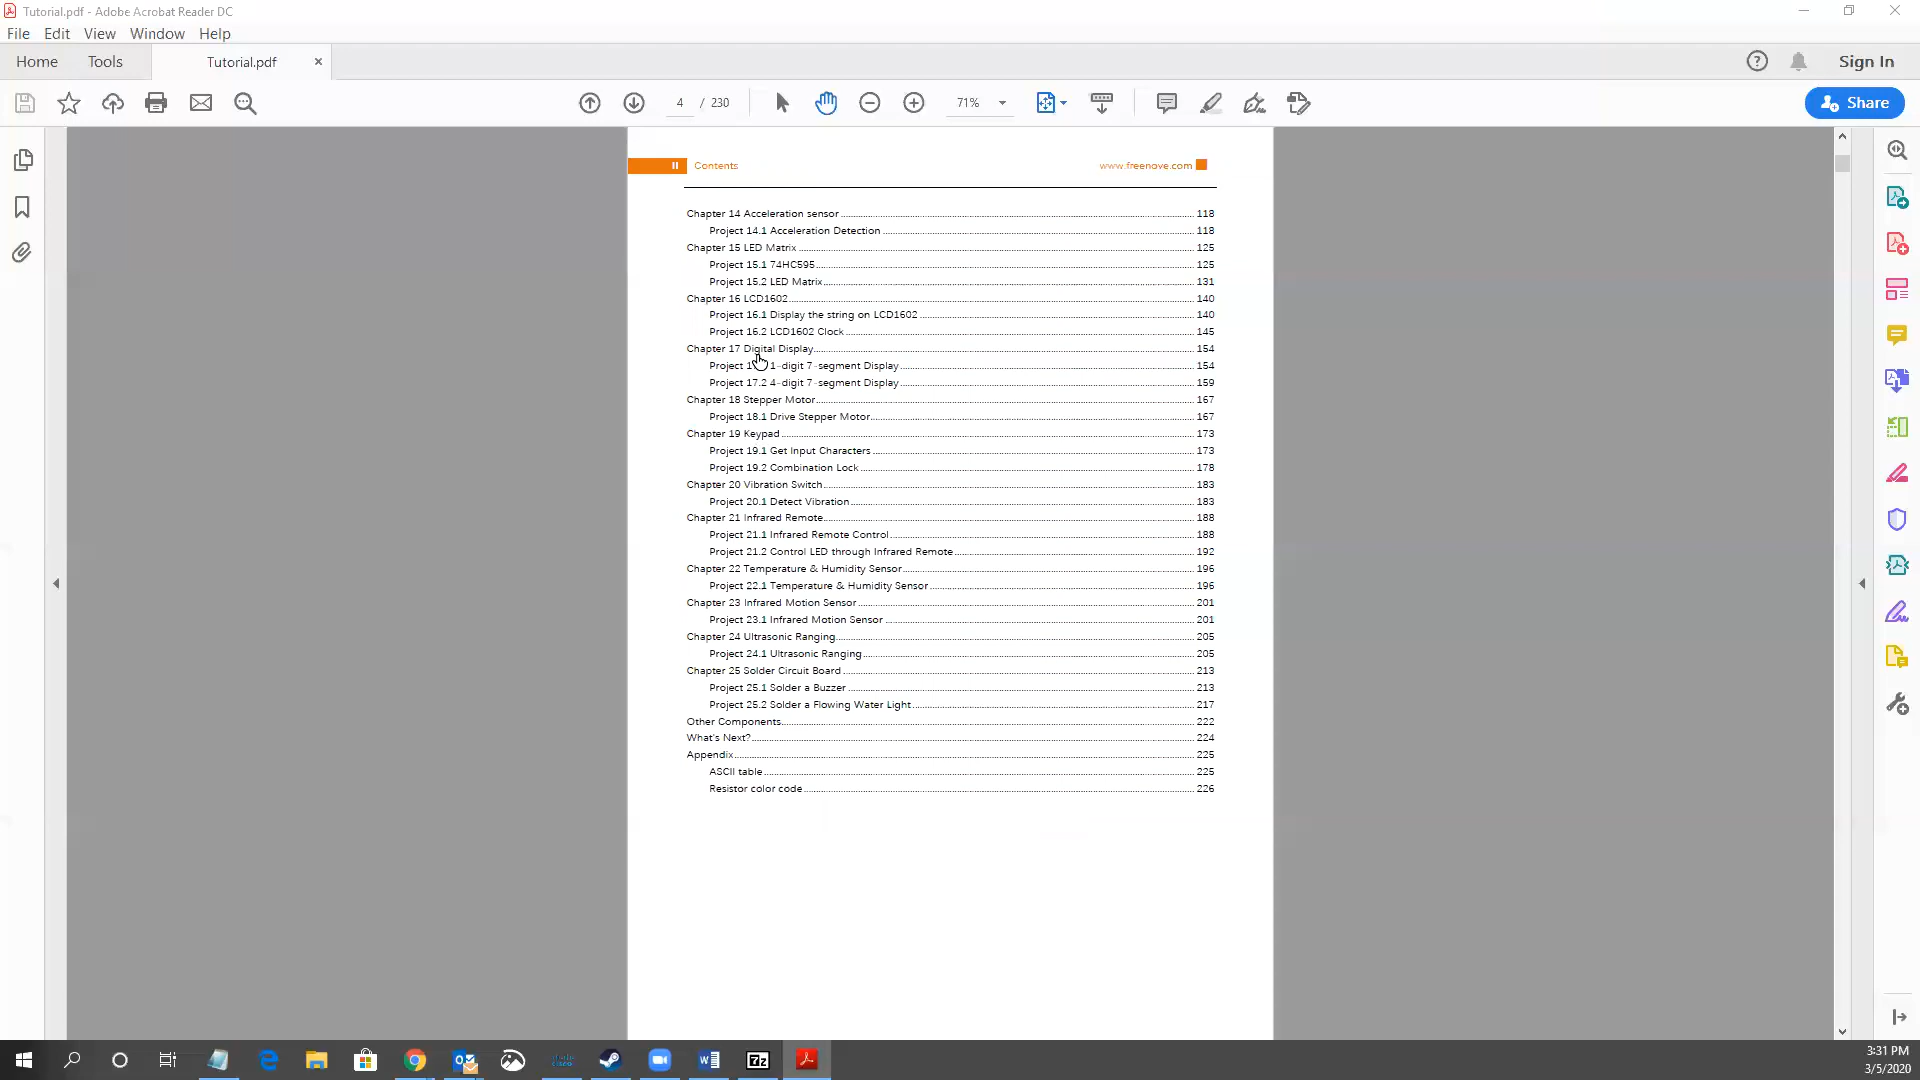 Tutorial.pdf - Adobe Acrobat Reader DC
File Edit View Window Help
Home Tools Tutorial.pdf × Sign In
4 / 230 71% Share
II Contents www.freenove.com
Chapter 14 Acceleration sensor 118
Project 14.1 Acceleration Detection 118
Chapter 15 LED Matrix 125
Project 15.1 74HC595 125
Project 15.2 LED Matrix 131
Chapter 16 LCD1602 140
Project 16.1 Display the string on LCD1602 140
Project 16.2 LCD1602 Clock 145
Chapter 17 Digital Display 154
Project 1 1-digit 7-segment Display 154
Project 17.2 4-digit 7-segment Display 159
Chapter 18 Stepper Motor 167
Project 18.1 Drive Stepper Motor 167
Chapter 19 Keypad 173
Project 19.1 Get Input Characters 173
Project 19.2 Combination Lock 178
Chapter 20 Vibration Switch 183
Project 20.1 Detect Vibration 183
Chapter 21 Infrared Remote 188
Project 21.1 Infrared Remote Control 188
Project 21.2 Control LED through Infrared Remote 192
Chapter 22 Temperature & Humidity Sensor 196
Project 22.1 Temperature & Humidity Sensor 196
Chapter 23 Infrared Motion Sensor 201
Project 23.1 Infrared Motion Sensor 201
Chapter 24 Ultrasonic Ranging 205
Project 24.1 Ultrasonic Ranging 205
Chapter 25 Solder Circuit Board 213
Project 25.1 Solder a Buzzer 213
Project 25.2 Solder a Flowing Water Light 217
Other Components 222
What's Next? 224
Appendix 225
ASCII table 225
Resistor color code 226
3:31 PM
3/5/2020